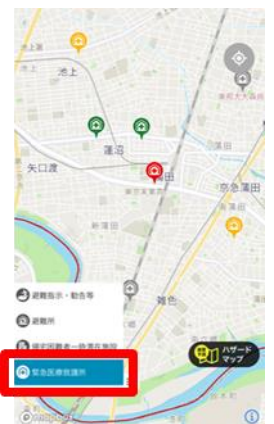 池上
蓮沼
蒲田
矢口渡
京急蒲田
新蒲田
雑色
避難指示・勧告等
避難所
帰宅困難者一時滞在施設
緊急医療救護所
ハザード
マップ